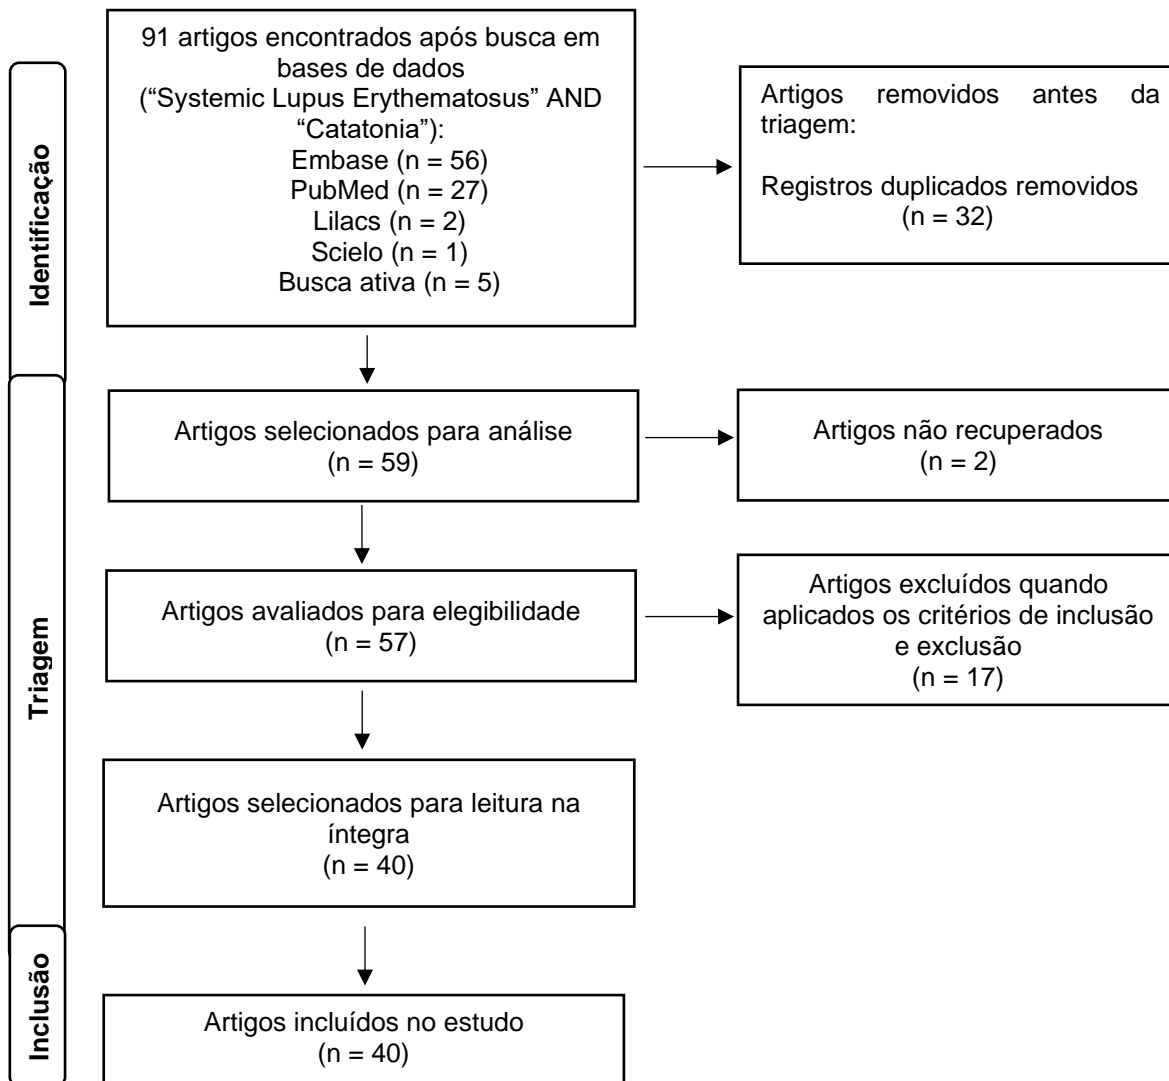 Identificação
91 artigos encontrados após busca em
bases de dados
(“Systemic Lupus Erythematosus” AND
“Catatonia”):
Embase (n = 56)
PubMed (n = 27)
Lilacs (n = 2)
Scielo (n = 1)
Busca ativa (n = 5)
Artigos removidos antes da
triagem:
Registros duplicados removidos
(n = 32)
Triagem
Artigos selecionados para análise
(n = 59)
Artigos não recuperados
(n = 2)
Artigos avaliados para elegibilidade
(n = 57)
Artigos excluídos quando
aplicados os critérios de inclusão
e exclusão
(n = 17)
Artigos selecionados para leitura na
íntegra
(n = 40)
Inclusão
Artigos incluídos no estudo
(n = 40)